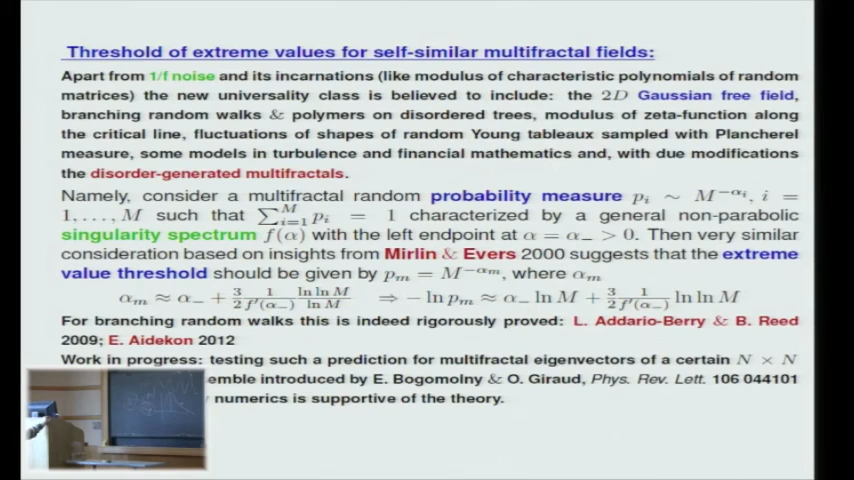 Threshold of extreme values for self-similar multifractal fields:
Apart from 1/f noise and its incarnations (like modulus of characteristic polynomials of random
matrices) the new universality class is believed to include: the 2D Gaussian free field,
branching random walks & polymers on disordered trees, modulus of zeta-function along
the critical line, fluctuations of shapes of random Young tableaux sampled with Plancherel
measure, some models in turbulence and financial mathematics and, with due modifications
the disorder-generated multifractals.
Namely, consider a multifractal random probability measure p_i ∼ M^{−α_i}, i =
1, . . . , M such that ∑_{i=1}^{M} p_i = 1 characterized by a general non-parabolic
singularity spectrum f(α) with the left endpoint at α = α_− > 0. Then very similar
consideration based on insights from Mirlin & Evers 2000 suggests that the extreme
value threshold should be given by p_m = M^{−α_m}, where α_m
α_m ≈ α_− + \frac{3}{2} \frac{1}{f′(α_−)} \frac{ln ln M}{ln M} ⇒ − ln p_m ≈ α_− ln M + \frac{3}{2} \frac{1}{f′(α_−)} ln ln M
For branching random walks this is indeed rigorously proved: L. Addario-Berry & B. Reed
2009; E. Aidekon 2012
Work in progress: testing such a prediction for multifractal eigenvectors of a certain N × N
emble introduced by E. Bogomolny & O. Giraud, Phys. Rev. Lett. 106 044101
numerics is supportive of the theory.